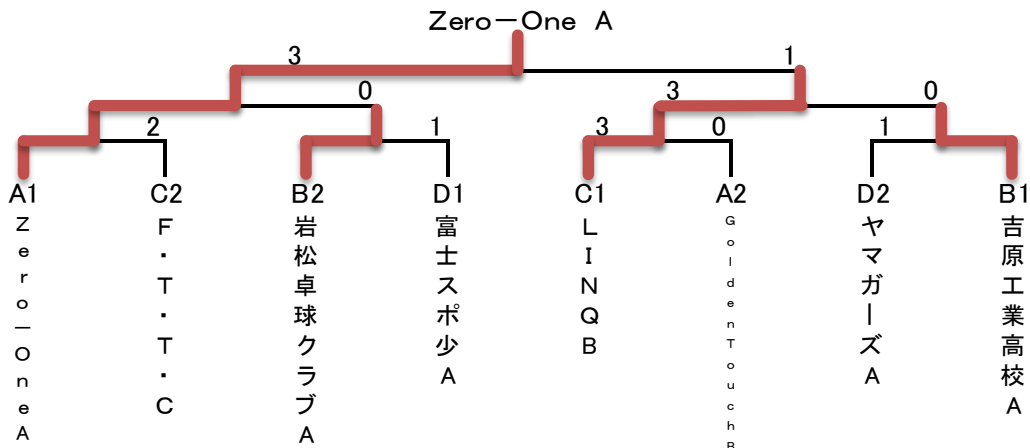 Zero－One A
3 1
0 3 0
2 1 3 0 1
A1 C2 B2 D1 C1 A2 D2 B1
Zero－OneA
F・T・T・C
岩松卓球クラブA
富士スポ少A
LINQB
GoldenTouchB
ヤマガーズA
吉原工業高校A